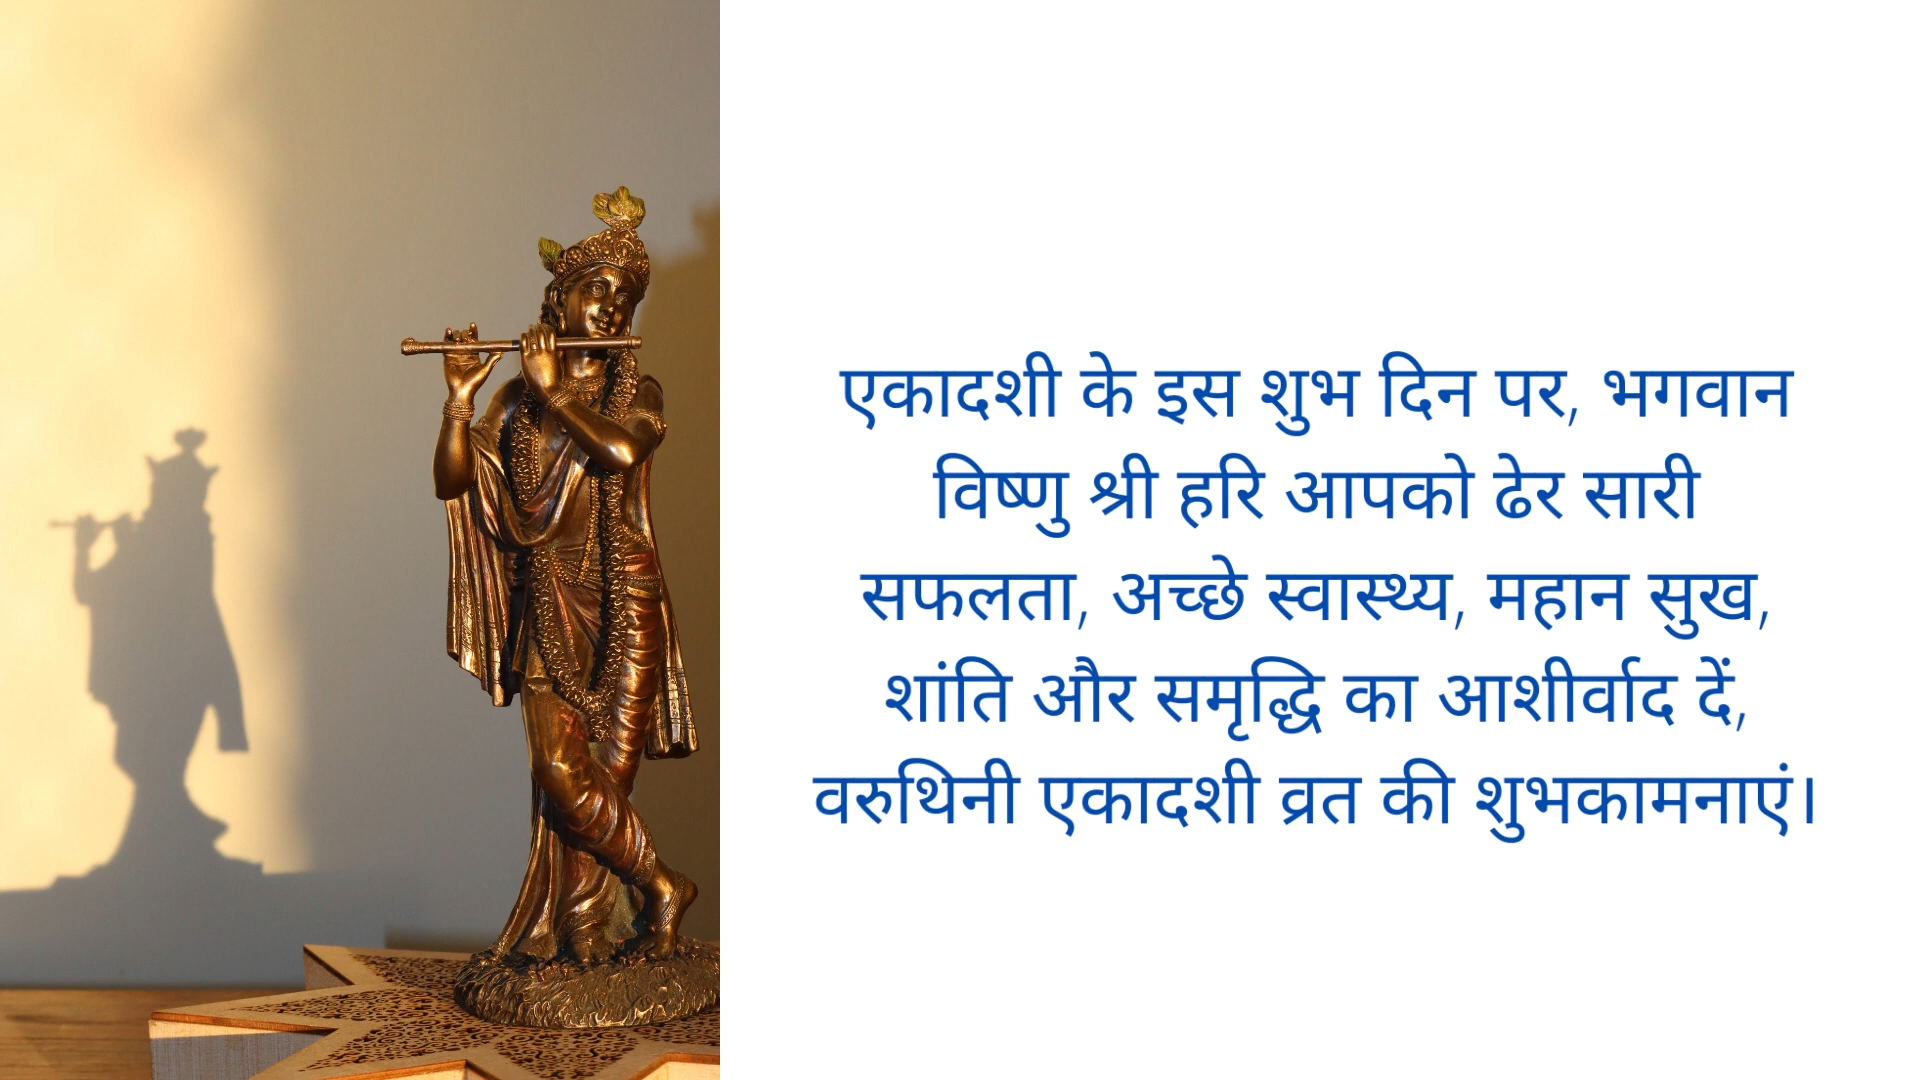 एकादशी के इस शुभ दिन पर, भगवान
विष्णु श्री हरि आपको ढेर सारी
सफलता, अच्छे स्वास्थ्य, महान सुख,
शांति और समृद्धि का आशीर्वाद दें,
वरुथिनी एकादशी व्रत की शुभकामनाएं।